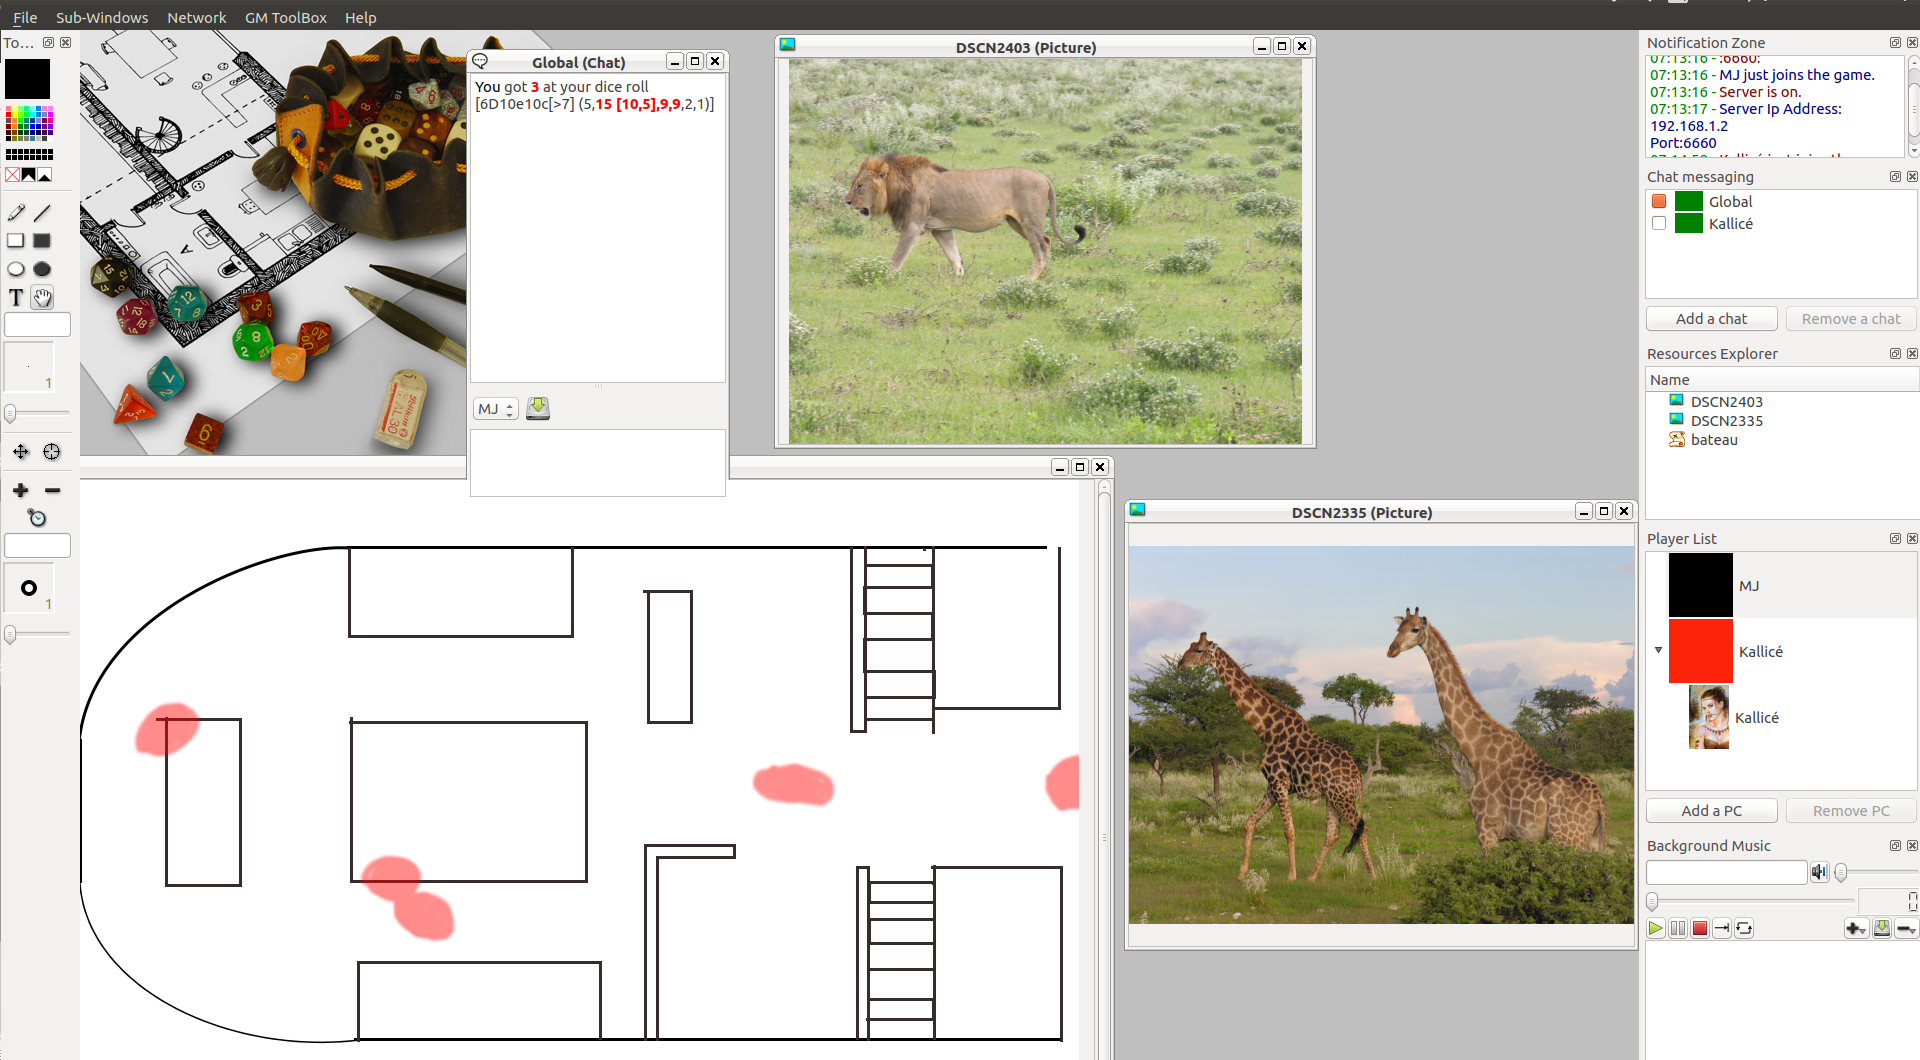 File Sub-Windows Network GM ToolBox Help
To...
T
1
1
Global (Chat)
You got 3 at your dice roll
[6D10e10c[>7] (5,15 [10,5],9,9,2,1)]
MJ
DSCN2403 (Picture)
DSCN2335 (Picture)
Notification Zone
07:13:16 - :6660:
07:13:16 - MJ just joins the game.
07:13:16 - Server is on.
07:13:17 - Server Ip Address:
192.168.1.2
Port:6660
Chat messaging
Global
Kallicé
Add a chat Remove a chat
Resources Explorer
Name
DSCN2403
DSCN2335
bateau
Player List
MJ
Kallicé
Kallicé
Add a PC Remove PC
Background Music
0